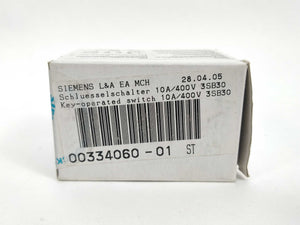 SIEMENS L&A EA MCH 28.04.05
Schluesselschalter 10A/400V 3SB30
Key-operated switch 10A/400V 3SB30
00334060-01 ST